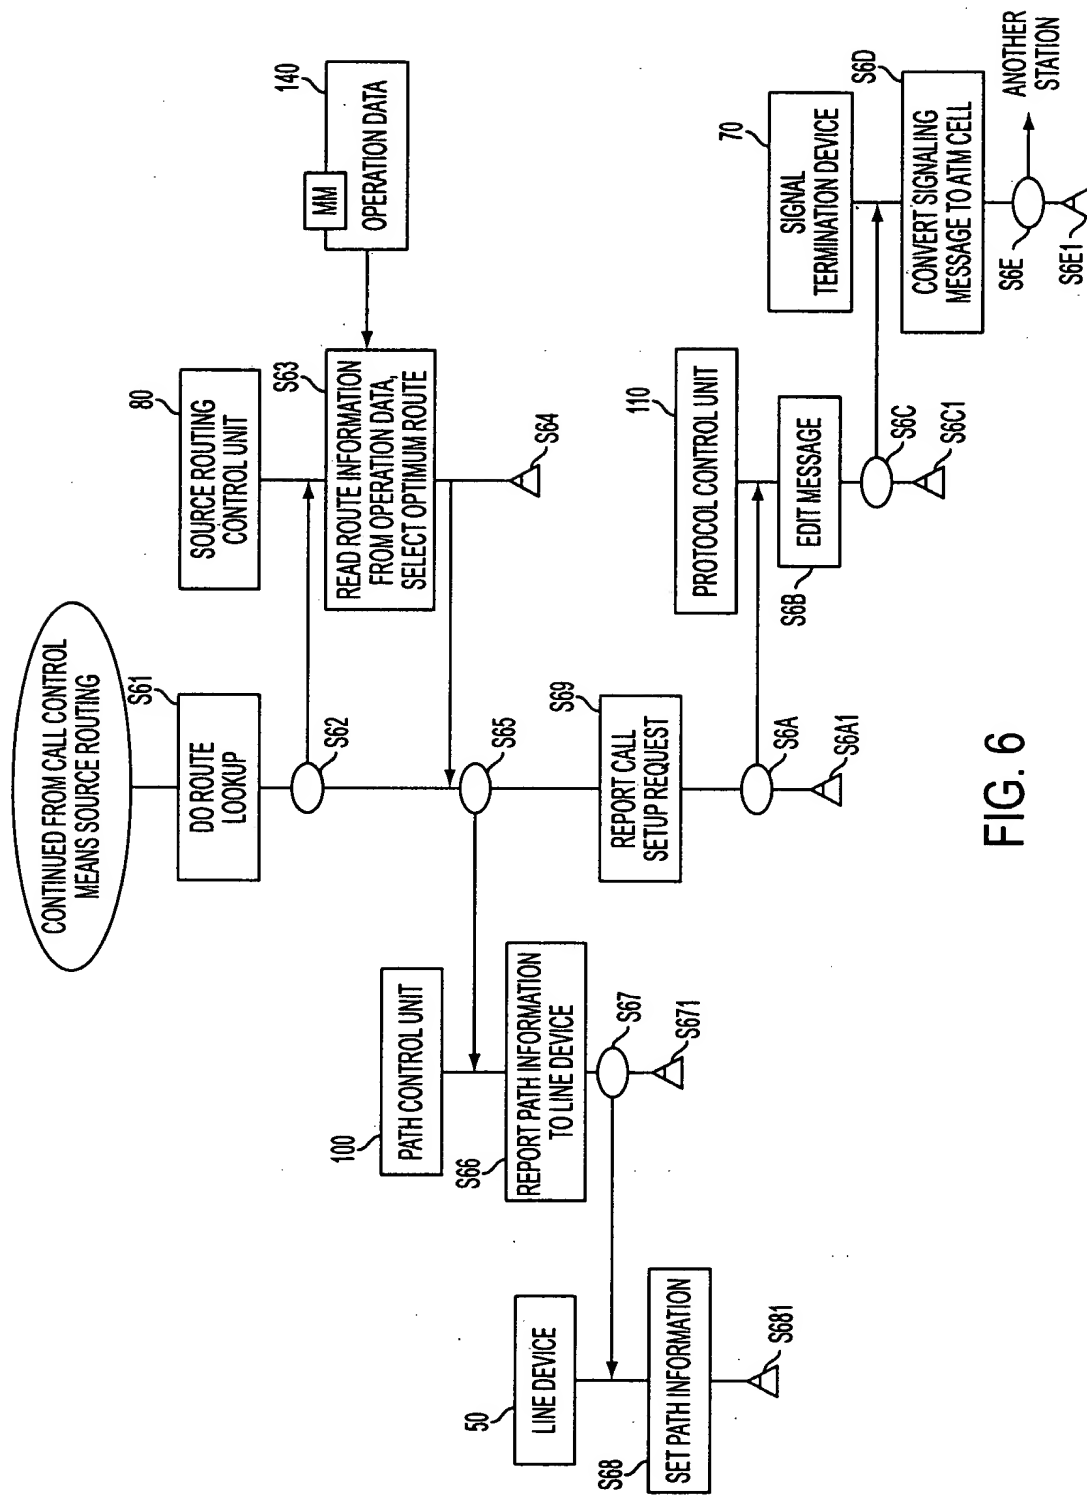 CONTINUED FROM CALL CONTROL
MEANS SOURCE ROUTING
S61
DO ROUTE
LOOKUP
S62
80
SOURCE ROUTING
CONTROL UNIT
S63
READ ROUTE INFORMATION
FROM OPERATION DATA,
SELECT OPTIMUM ROUTE
S64
140
MM
OPERATION DATA
S65
100
PATH CONTROL UNIT
S66
REPORT PATH INFORMATION
TO LINE DEVICE
S67
S671
50
LINE DEVICE
S68
SET PATH INFORMATION
S681
S69
REPORT CALL
SETUP REQUEST
S6A
S6A1
110
PROTOCOL CONTROL UNIT
S6B
EDIT MESSAGE
S6C
S6C1
70
SIGNAL
TERMINATION DEVICE
S6D
CONVERT SIGNALING
MESSAGE TO ATM CELL
S6E
ANOTHER
STATION
S6E1
FIG. 6